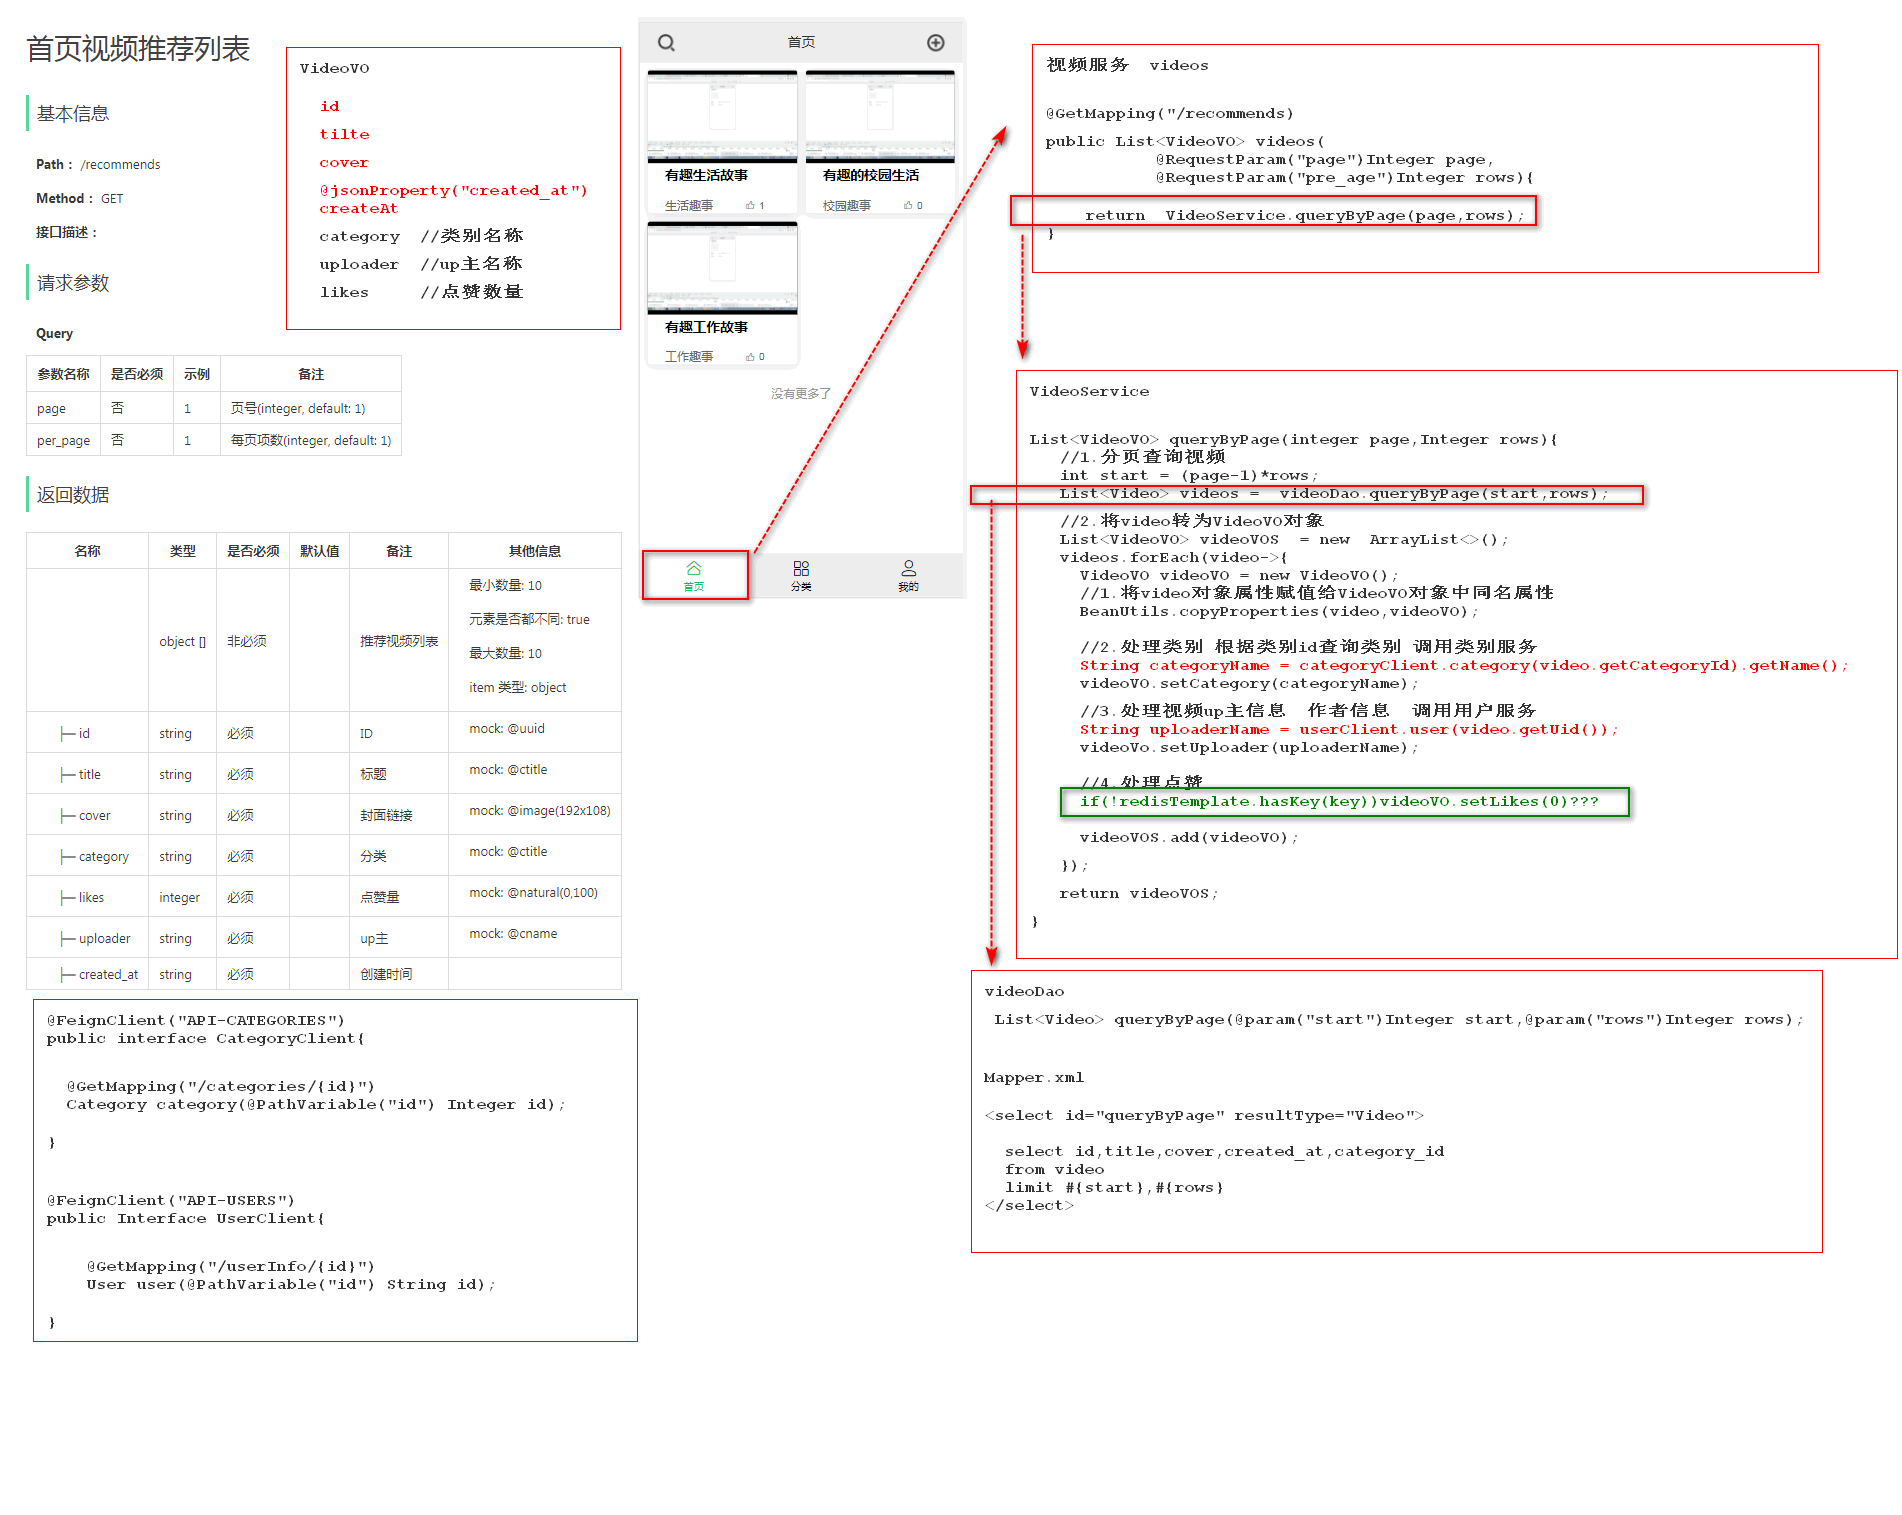 首页视频推荐列表
基本信息
Path： /recommends
Method： GET
接口描述：
请求参数
Query
参数名称 是否必须 示例 备注
page 否 1 页号(integer, default: 1)
per_page 否 1 每页项数(integer, default: 1)
返回数据
名称 类型 是否必须 默认值 备注 其他信息
object [] 非必须 推荐视频列表
最小数量: 10
元素是否都不同: true
最大数量: 10
item 类型: object
├─ id string 必须 ID mock: @uuid
├─ title string 必须 标题 mock: @ctitle
├─ cover string 必须 封面链接 mock: @image(192x108)
├─ category string 必须 分类 mock: @ctitle
├─ likes integer 必须 点赞量 mock: @natural(0,100)
├─ uploader string 必须 up主 mock: @cname
├─ created_at string 必须 创建时间
VideoVO
id
tilte
cover
@jsonProperty("created_at")
createAt
category //类别名称
uploader //up主名称
likes //点赞数量
@FeignClient("API-CATEGORIES")
public interface CategoryClient{
@GetMapping("/categories/{id}")
Category category(@PathVariable("id") Integer id);
}
@FeignClient("API-USERS")
public Interface UserClient{
@GetMapping("/userInfo/{id}")
User user(@PathVariable("id") String id);
}
首页
有趣生活故事
生活趣事 1
有趣的校园生活
校园趣事 0
有趣工作故事
工作趣事 0
没有更多了
首页 分类 我的
视频服务 videos
@GetMapping("/recommends)
public List<VideoVO> videos(
@RequestParam("page")Integer page,
@RequestParam("pre_age")Integer rows){
return VideoService.queryByPage(page,rows);
}
VideoService
List<VideoVO> queryByPage(integer page,Integer rows){
//1.分页查询视频
int start = (page-1)*rows;
List<Video> videos = videoDao.queryByPage(start,rows);
//2.将video转为VideoVO对象
List<VideoVO> videoVOS = new ArrayList<>();
videos.forEach(video->{
VideoVO videoVO = new VideoVO();
//1.将video对象属性赋值给VideoVO对象中同名属性
BeanUtils.copyProperties(video,videoVO);
//2.处理类别 根据类别id查询类别 调用类别服务
String categoryName = categoryClient.category(video.getCategoryId).getName();
videoVO.setCategory(categoryName);
//3.处理视频up主信息 作者信息 调用用户服务
String uploaderName = userClient.user(video.getUid());
videoVo.setUploader(uploaderName);
//4.处理点赞
if(!redisTemplate.hasKey(key))videoVO.setLikes(0)???
videoVOS.add(videoVO);
});
return videoVOS;
}
videoDao
List<Video> queryByPage(@param("start")Integer start,@param("rows")Integer rows);
Mapper.xml
<select id="queryByPage" resultType="Video">
select id,title,cover,created_at,category_id
from video
limit #{start},#{rows}
</select>